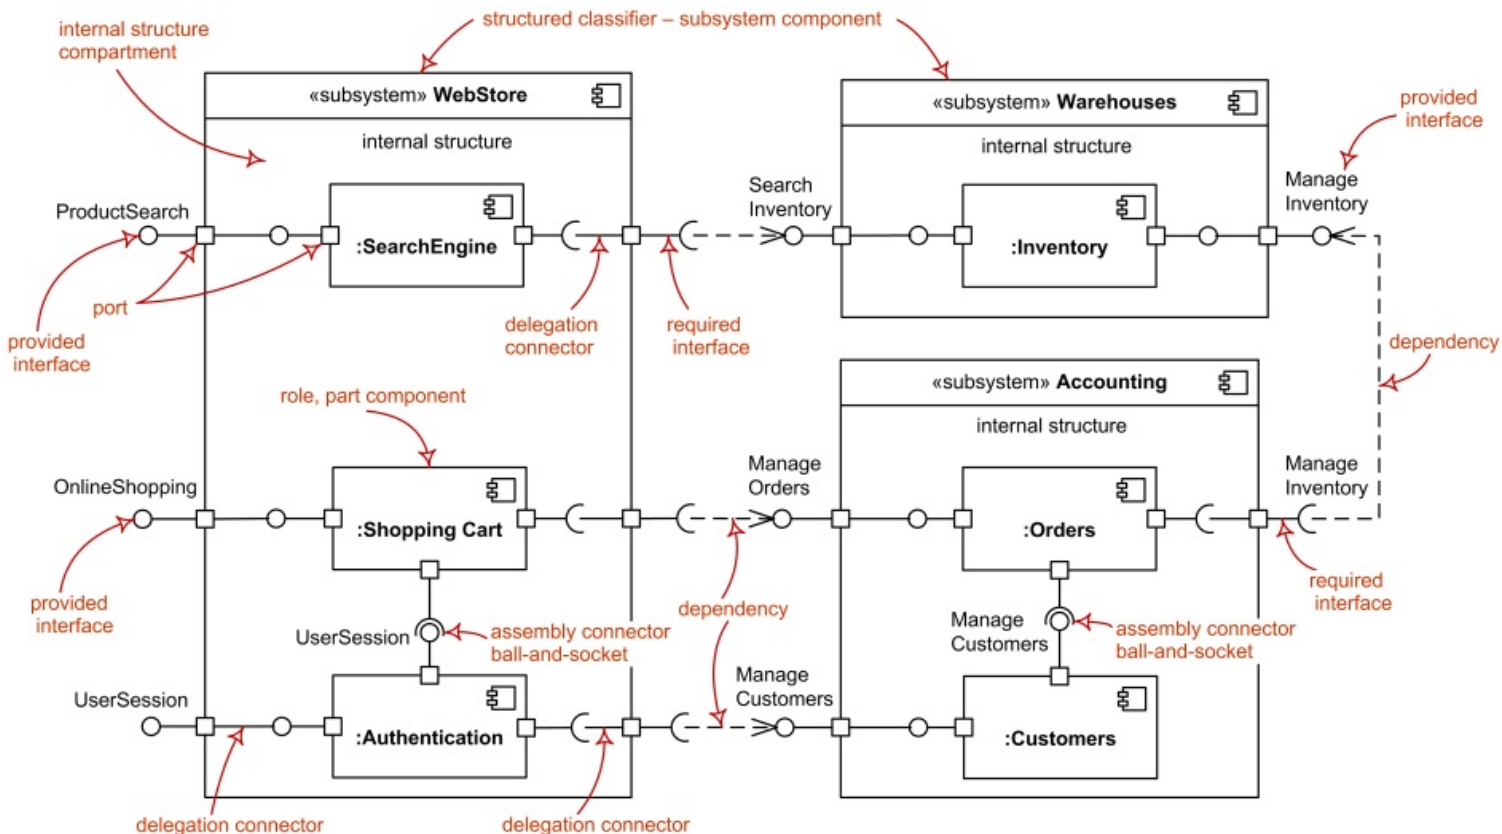 structured classifier – subsystem component
internal structure
compartment
«subsystem» WebStore
internal structure
«subsystem» Warehouses
internal structure
provided
interface
ProductSearch
:SearchEngine
Search
Inventory
:Inventory
Manage
Inventory
port
provided
interface
delegation
connector
required
interface
dependency
role, part component
«subsystem» Accounting
internal structure
OnlineShopping
:Shopping Cart
Manage
Orders
:Orders
Manage
Inventory
provided
interface
dependency
required
interface
UserSession
assembly connector
ball-and-socket
Manage
Customers
assembly connector
ball-and-socket
UserSession
:Authentication
Manage
Customers
:Customers
delegation connector
delegation connector